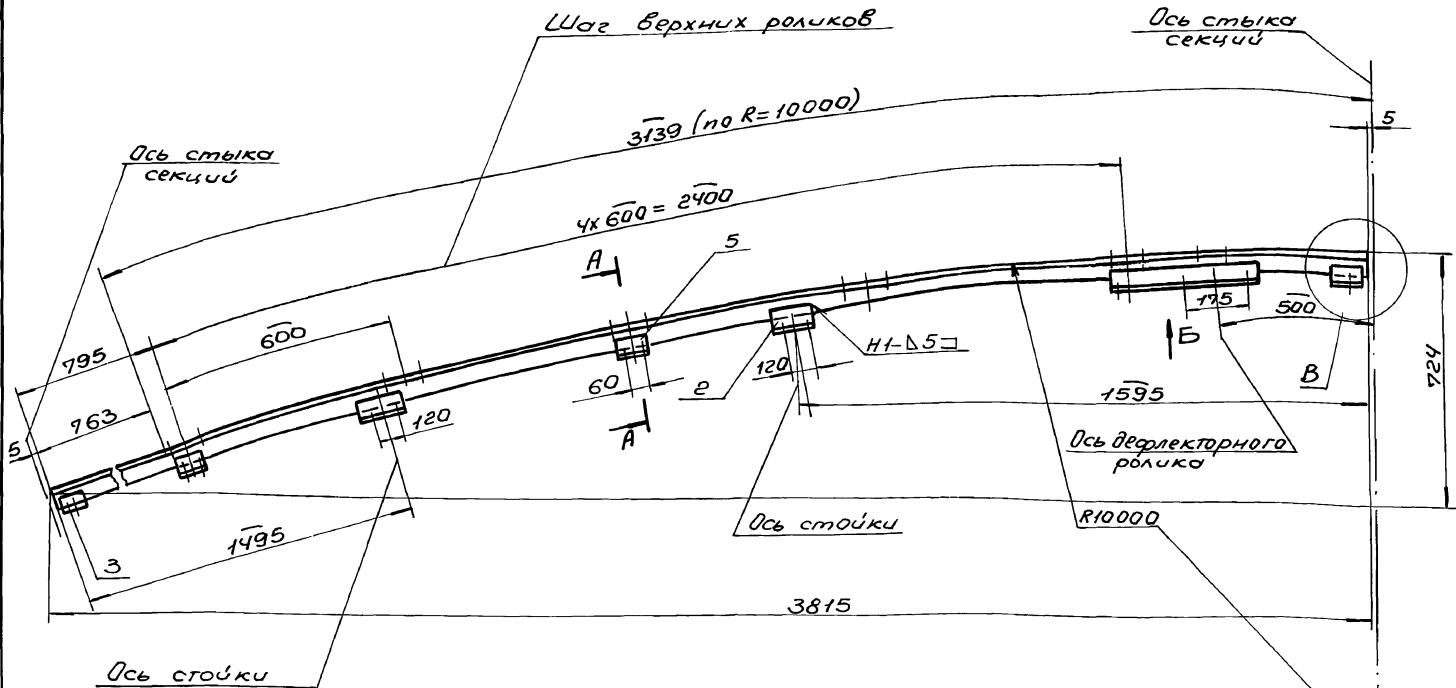 Шаг верхних роликов
Ось стыка
секций
3139 (по R=10000)
5
Ось стыка
секций
4x600=2400
5
А
600
795
175
500
Б
Н1-⊿5⊐
724
763
60
2
120
В
1595
5
120
А
Ось дефлекторного
ролика
Ось стойки
R10000
1495
3
3815
Ось стойки